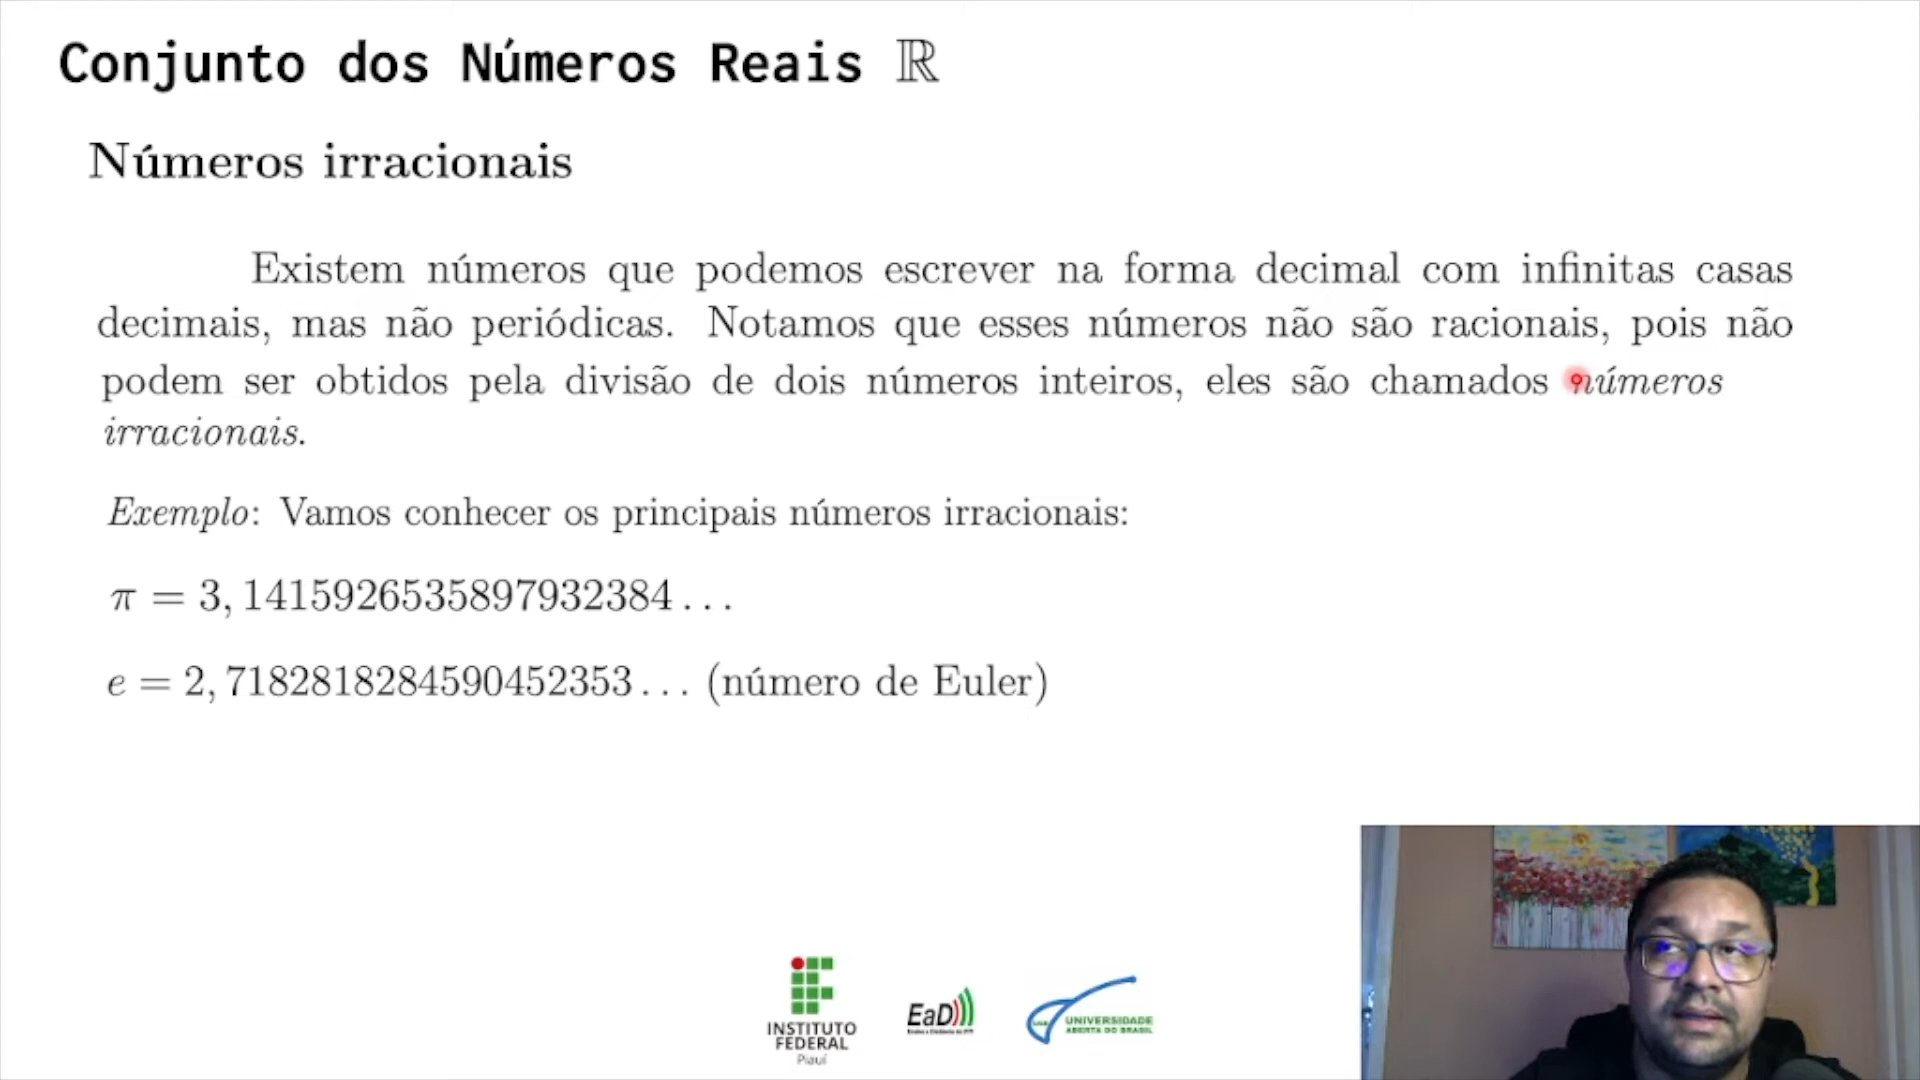 Conjunto dos Números Reais ℝ
Números irracionais
Existem números que podemos escrever na forma decimal com infinitas casas
decimais, mas não periódicas. Notamos que esses números não são racionais, pois não
podem ser obtidos pela divisão de dois números inteiros, eles são chamados números
irracionais.
Exemplo: Vamos conhecer os principais números irracionais:
π = 3,1415926535897932384...
e = 2,7182818284590452353... (número de Euler)
INSTITUTO
FEDERAL
Piauí
EaD
UNIVERSIDADE
ABERTA DO BRASIL